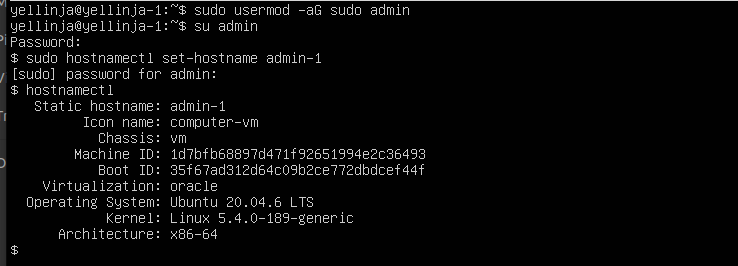 yellinja@yellinja-1:~$ sudo usermod -aG sudo admin
yellinja@yellinja-1:~$ su admin
Password:
$ sudo hostnamectl set-hostname admin-1
[sudo] password for admin:
$ hostnamectl
Static hostname: admin-1
Icon name: computer-vm
Chassis: vm
Machine ID: 1d7bfb68897d471f92651994e2c36493
Boot ID: 35f67ad312d64c09b2ce772dbdcef44f
Virtualization: oracle
Operating System: Ubuntu 20.04.6 LTS
Kernel: Linux 5.4.0-189-generic
Architecture: x86-64
$